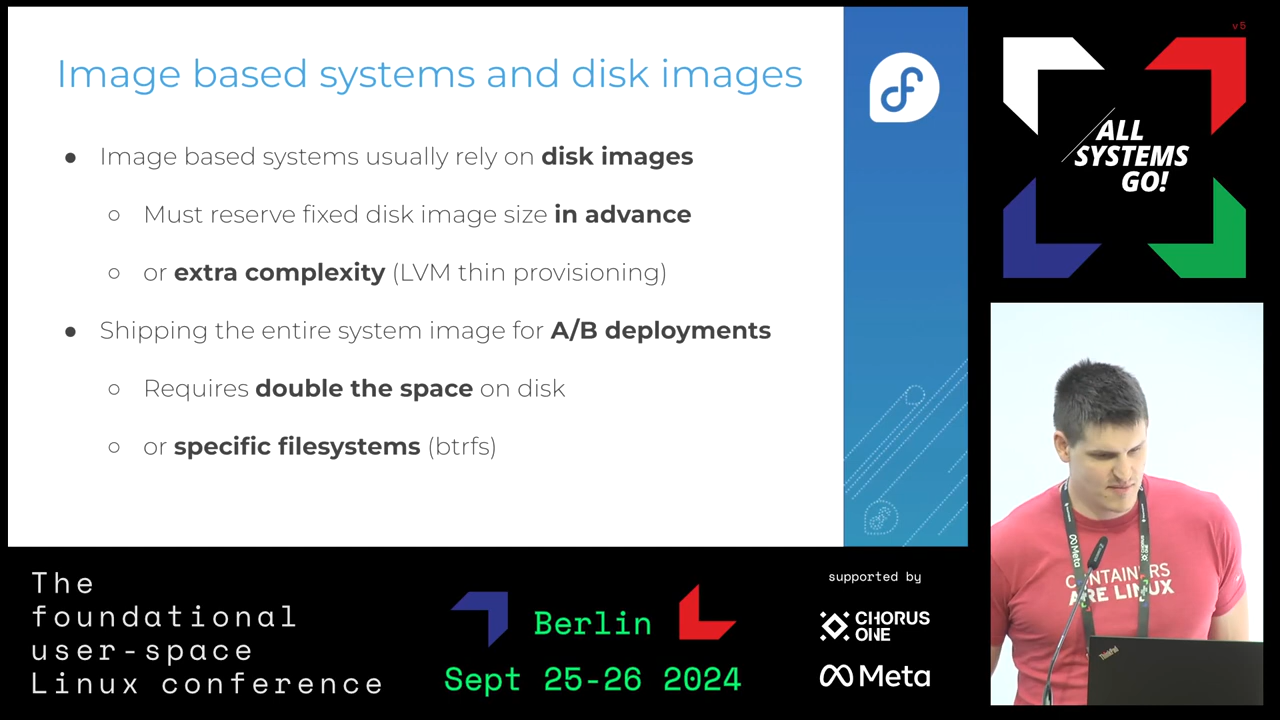 Image based systems and disk images
● Image based systems usually rely on disk images
○ Must reserve fixed disk image size in advance
○ or extra complexity (LVM thin provisioning)
● Shipping the entire system image for A/B deployments
○ Requires double the space on disk
○ or specific filesystems (btrfs)
v5
ALL
SYSTEMS
GO!
Meta
CONTAINERS
ARE LINUX
ThinkPad
The
foundational
user-space
Linux conference
Berlin
Sept 25-26 2024
supported by
CHORUS
ONE
Meta